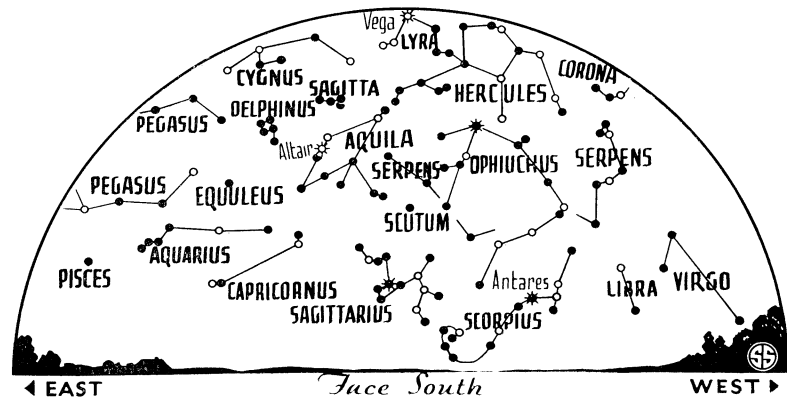 Vega
LYRA
CYGNUS
SAGITTA
HERCULES
CORONA
DELPHINUS
PEGASUS
Altair
AQUILA
SERPENS
OPHIUCHUS
SERPENS
PEGASUS
EQUULEUS
SCUTUM
AQUARIUS
PISCES
CAPRICORNUS
SAGITTARIUS
Antares
SCORPIUS
LIBRA
VIRGO
SS
EAST
Face South
WEST